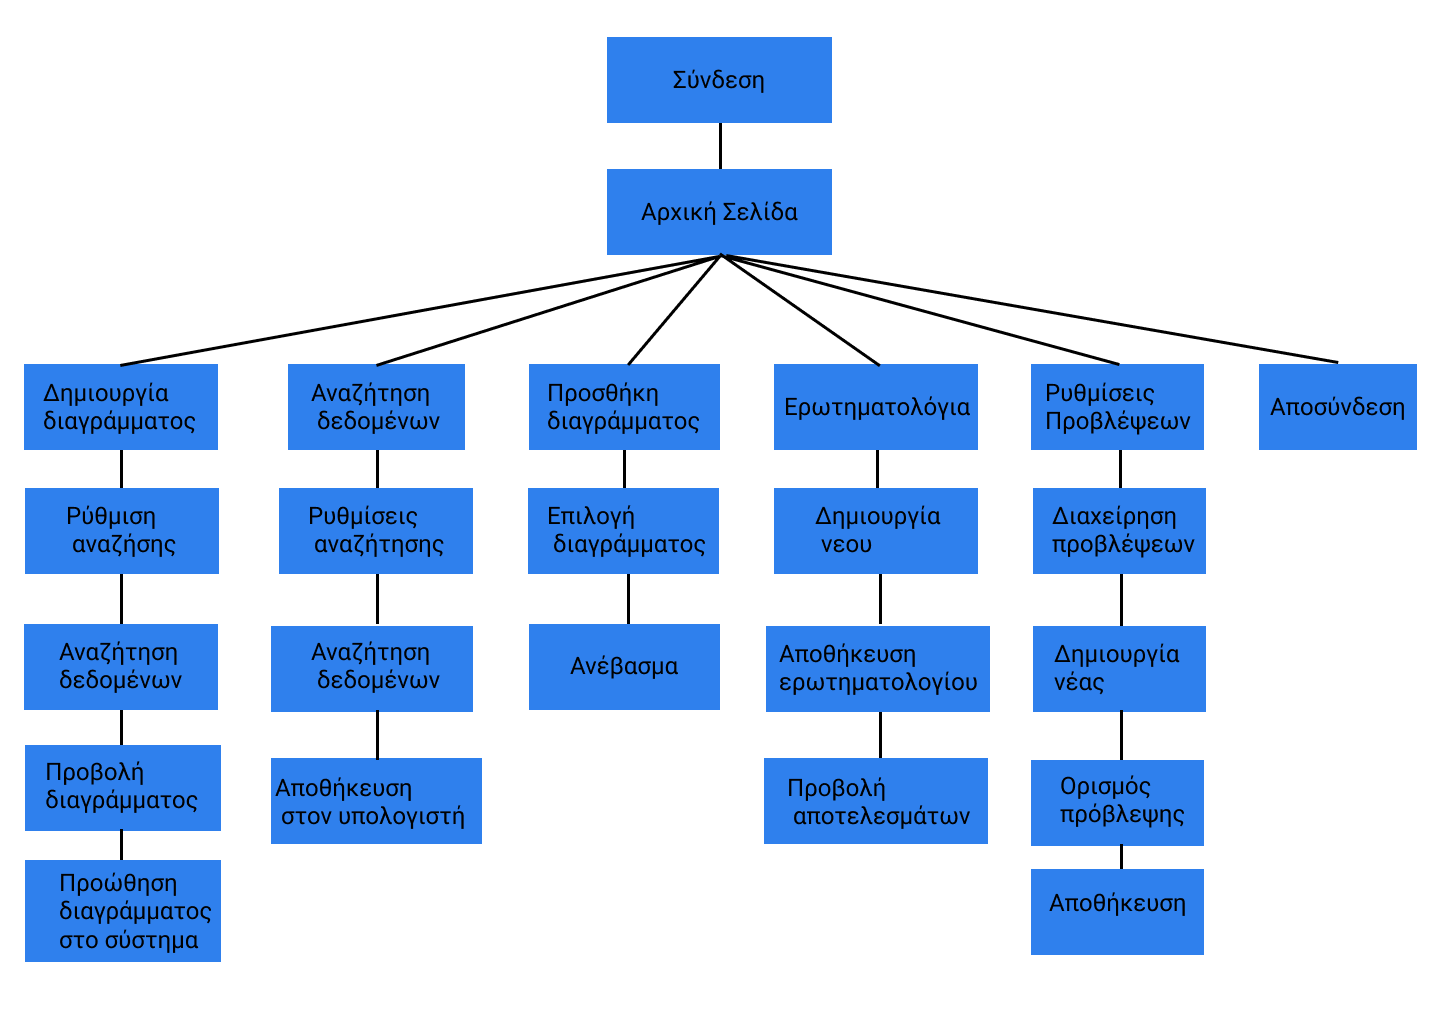 Σύνδεση
Αρχική Σελίδα
Δημιουργία
διαγράμματος
Αναζήτηση
δεδομένων
Προσθήκη
διαγράμματος
Ερωτηματολόγια
Ρυθμίσεις
Προβλέψεων
Αποσύνδεση
Ρύθμιση
αναζήσης
Ρυθμίσεις
αναζήτησης
Επιλογή
διαγράμματος
Δημιουργία
νεου
Διαχείρηση
προβλέψεων
Αναζήτηση
δεδομένων
Αναζήτηση
δεδομένων
Ανέβασμα
Αποθήκευση
ερωτηματολογίου
Δημιουργία
νέας
Προβολή
διαγράμματος
Αποθήκευση
στον υπολογιστή
Προβολή
αποτελεσμάτων
Ορισμός
πρόβλεψης
Προώθηση
διαγράμματος
στο σύστημα
Αποθήκευση